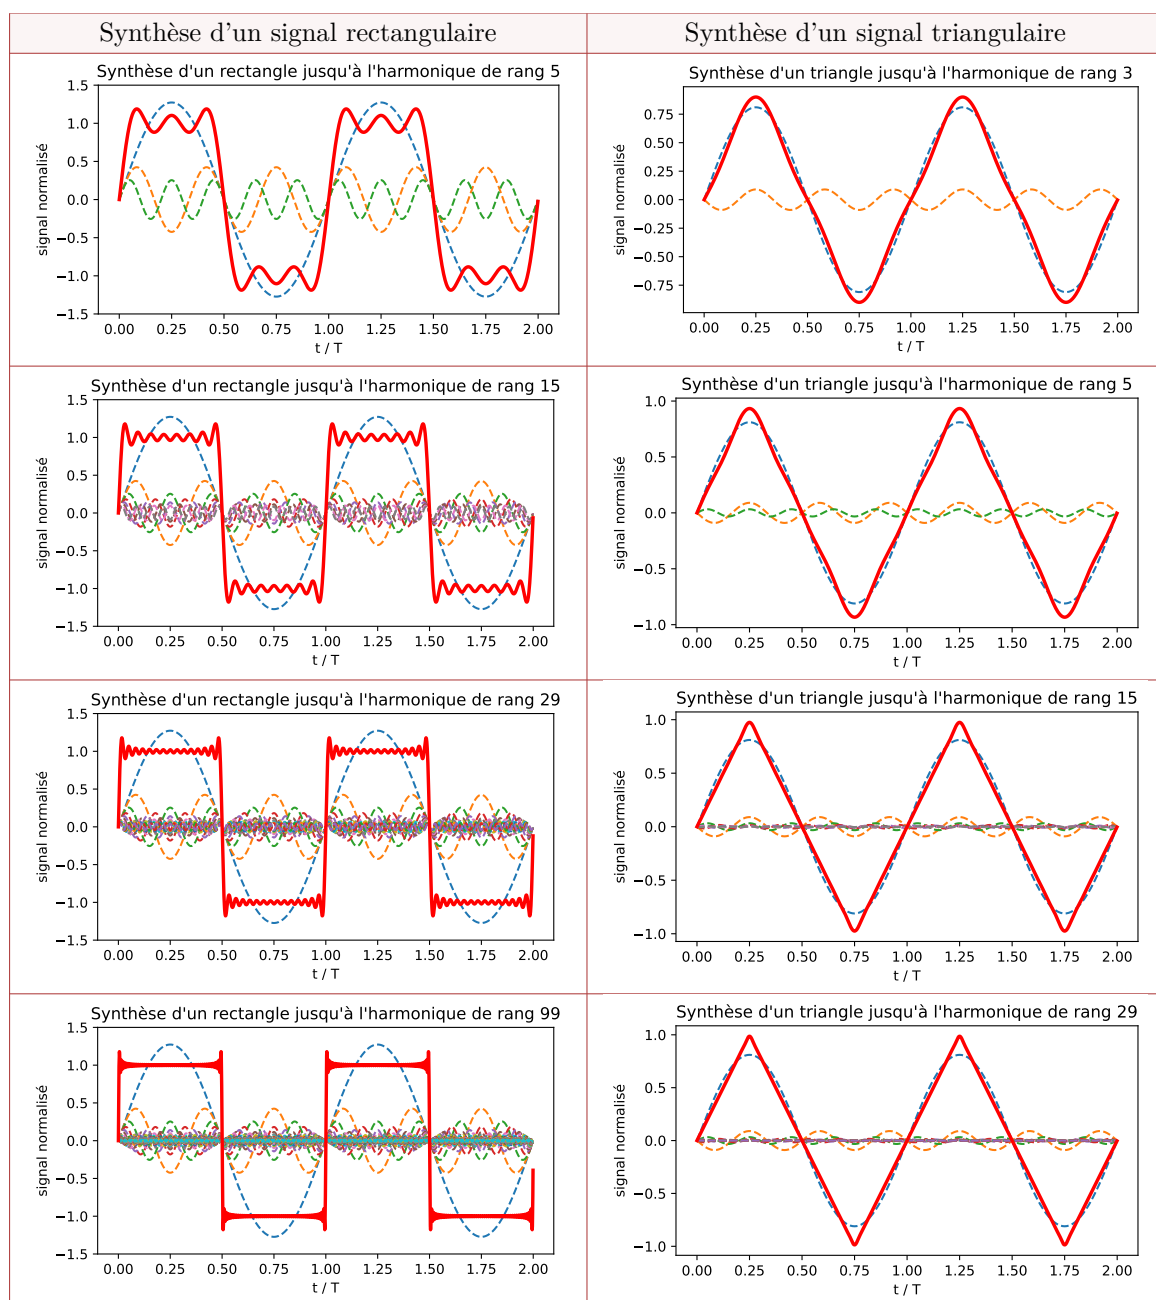 Synthèse d'un signal rectangulaire
Synthèse d'un signal triangulaire
Synthèse d'un rectangle jusqu'à l'harmonique de rang 5
1.5
1.0
0.5
0.0
−0.5
−1.0
−1.5
signal normalisé
0.00 0.25 0.50 0.75 1.00 1.25 1.50 1.75 2.00
t / T
Synthèse d'un triangle jusqu'à l'harmonique de rang 3
0.75
0.50
0.25
0.00
−0.25
−0.50
−0.75
signal normalisé
0.00 0.25 0.50 0.75 1.00 1.25 1.50 1.75 2.00
t / T
Synthèse d'un rectangle jusqu'à l'harmonique de rang 15
1.5
1.0
0.5
0.0
−0.5
−1.0
−1.5
signal normalisé
0.00 0.25 0.50 0.75 1.00 1.25 1.50 1.75 2.00
t / T
Synthèse d'un triangle jusqu'à l'harmonique de rang 5
1.0
0.5
0.0
−0.5
−1.0
signal normalisé
0.00 0.25 0.50 0.75 1.00 1.25 1.50 1.75 2.00
t / T
Synthèse d'un rectangle jusqu'à l'harmonique de rang 29
1.5
1.0
0.5
0.0
−0.5
−1.0
−1.5
signal normalisé
0.00 0.25 0.50 0.75 1.00 1.25 1.50 1.75 2.00
t / T
Synthèse d'un triangle jusqu'à l'harmonique de rang 15
1.0
0.5
0.0
−0.5
−1.0
signal normalisé
0.00 0.25 0.50 0.75 1.00 1.25 1.50 1.75 2.00
t / T
Synthèse d'un rectangle jusqu'à l'harmonique de rang 99
1.5
1.0
0.5
0.0
−0.5
−1.0
−1.5
signal normalisé
0.00 0.25 0.50 0.75 1.00 1.25 1.50 1.75 2.00
t / T
Synthèse d'un triangle jusqu'à l'harmonique de rang 29
1.0
0.5
0.0
−0.5
−1.0
signal normalisé
0.00 0.25 0.50 0.75 1.00 1.25 1.50 1.75 2.00
t / T